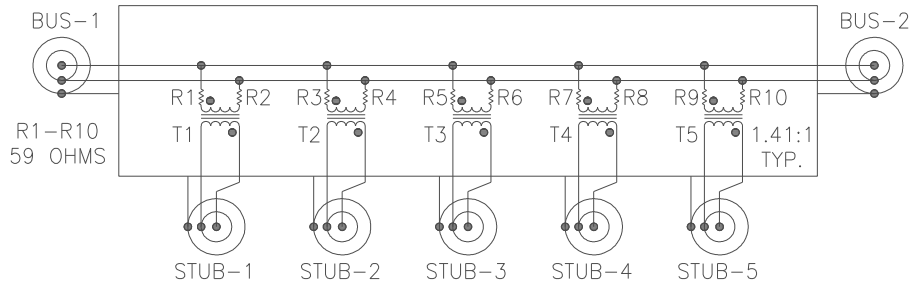 BUS-1
BUS-2
R1 R2 R3 R4 R5 R6 R7 R8 R9 R10
R1-R10
59 OHMS
T1 T2 T3 T4 T5
1.41:1
TYP.
STUB-1 STUB-2 STUB-3 STUB-4 STUB-5